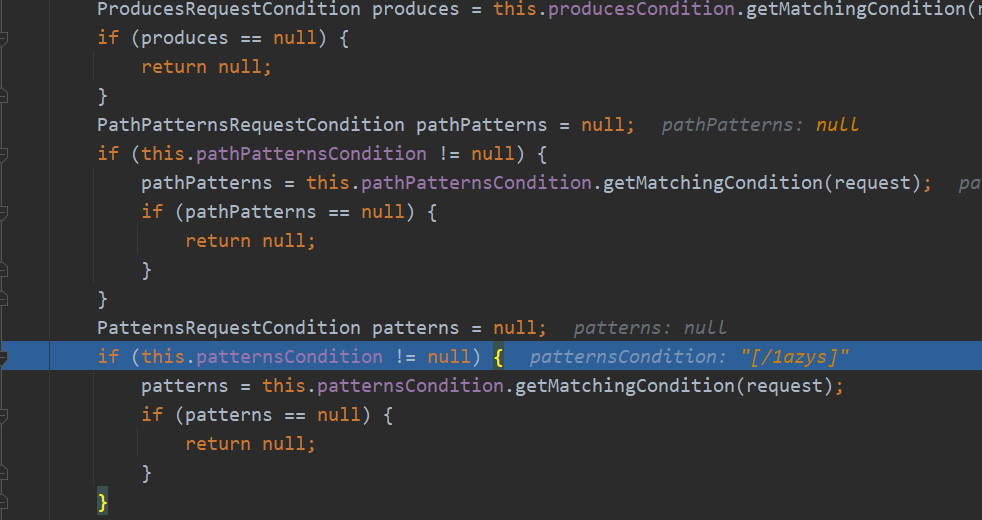 ProducesRequestCondition produces = this.producesCondition.getMatchingCondition(
if (produces == null) {
return null;
}
PathPatternsRequestCondition pathPatterns = null; pathPatterns: null
if (this.pathPatternsCondition != null) {
pathPatterns = this.pathPatternsCondition.getMatchingCondition(request); pa
if (pathPatterns == null) {
return null;
}
}
PatternsRequestCondition patterns = null; patterns: null
if (this.patternsCondition != null) { patternsCondition: "[/1azys]"
patterns = this.patternsCondition.getMatchingCondition(request);
if (patterns == null) {
return null;
}
}